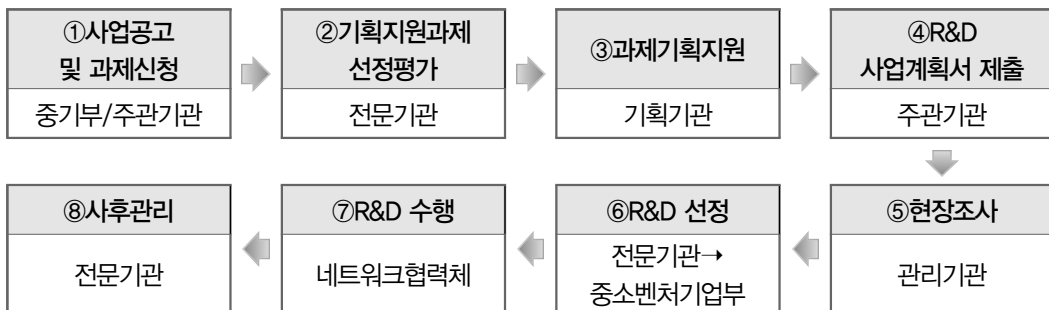 ①사업공고
및 과제신청
중기부/주관기관
②기획지원과제
선정평가
전문기관
③과제기획지원
기획기관
④R&D
사업계획서 제출
주관기관
⑤현장조사
관리기관
⑥R&D 선정
전문기관→
중소벤처기업부
⑦R&D 수행
네트워크협력체
⑧사후관리
전문기관